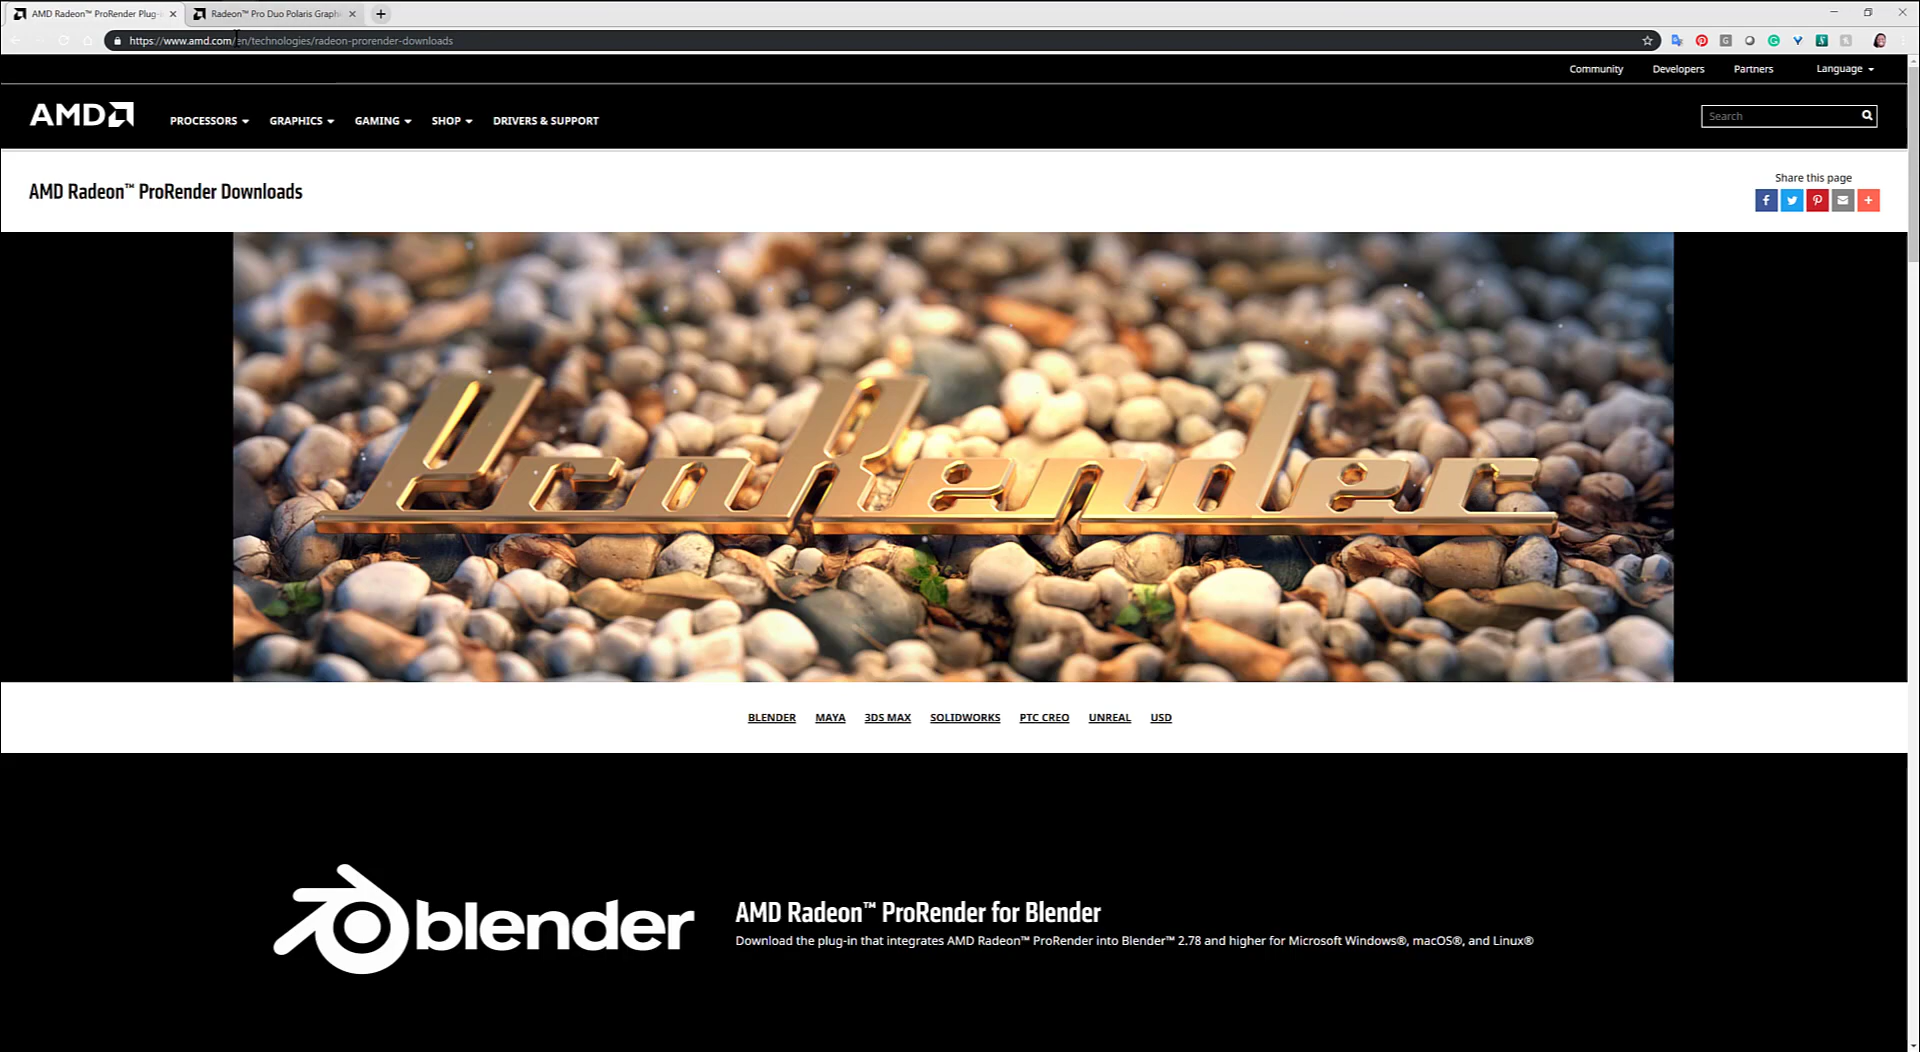 AMD Radeon™ ProRender Plug-
Radeon™ Pro Duo Polaris Graph
https://www.amd.com/en/technologies/radeon-prorender-downloads
Community Developers Partners Language
AMD PROCESSORS GRAPHICS GAMING SHOP DRIVERS & SUPPORT
Search
AMD Radeon™ ProRender Downloads
Share this page
ProRender
BLENDER MAYA 3DS MAX SOLIDWORKS PTC CREO UNREAL USD
blender
AMD Radeon™ ProRender for Blender
Download the plug-in that integrates AMD Radeon™ ProRender into Blender™ 2.78 and higher for Microsoft Windows®, macOS®, and Linux®